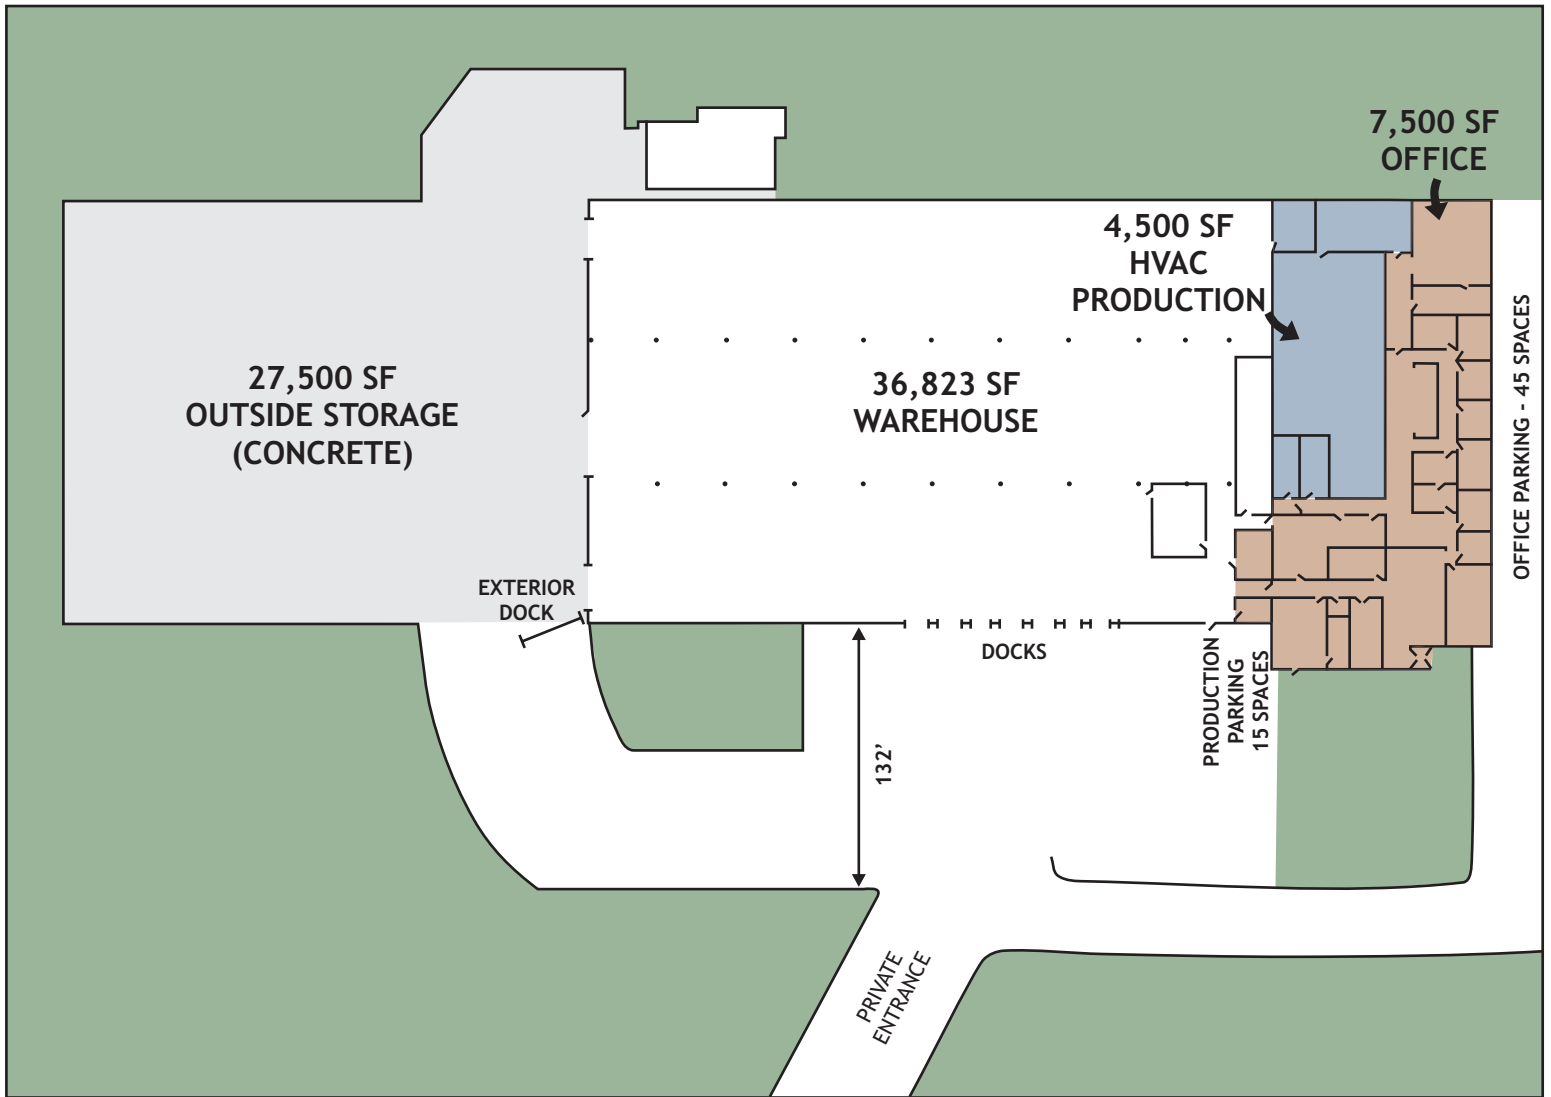 7,500 SF
OFFICE
4,500 SF
HVAC
PRODUCTION
27,500 SF
OUTSIDE STORAGE
(CONCRETE)
36,823 SF
WAREHOUSE
OFFICE PARKING - 45 SPACES
EXTERIOR
DOCK
DOCKS
PRODUCTION
PARKING
15 SPACES
132'
PRIVATE
ENTRANCE